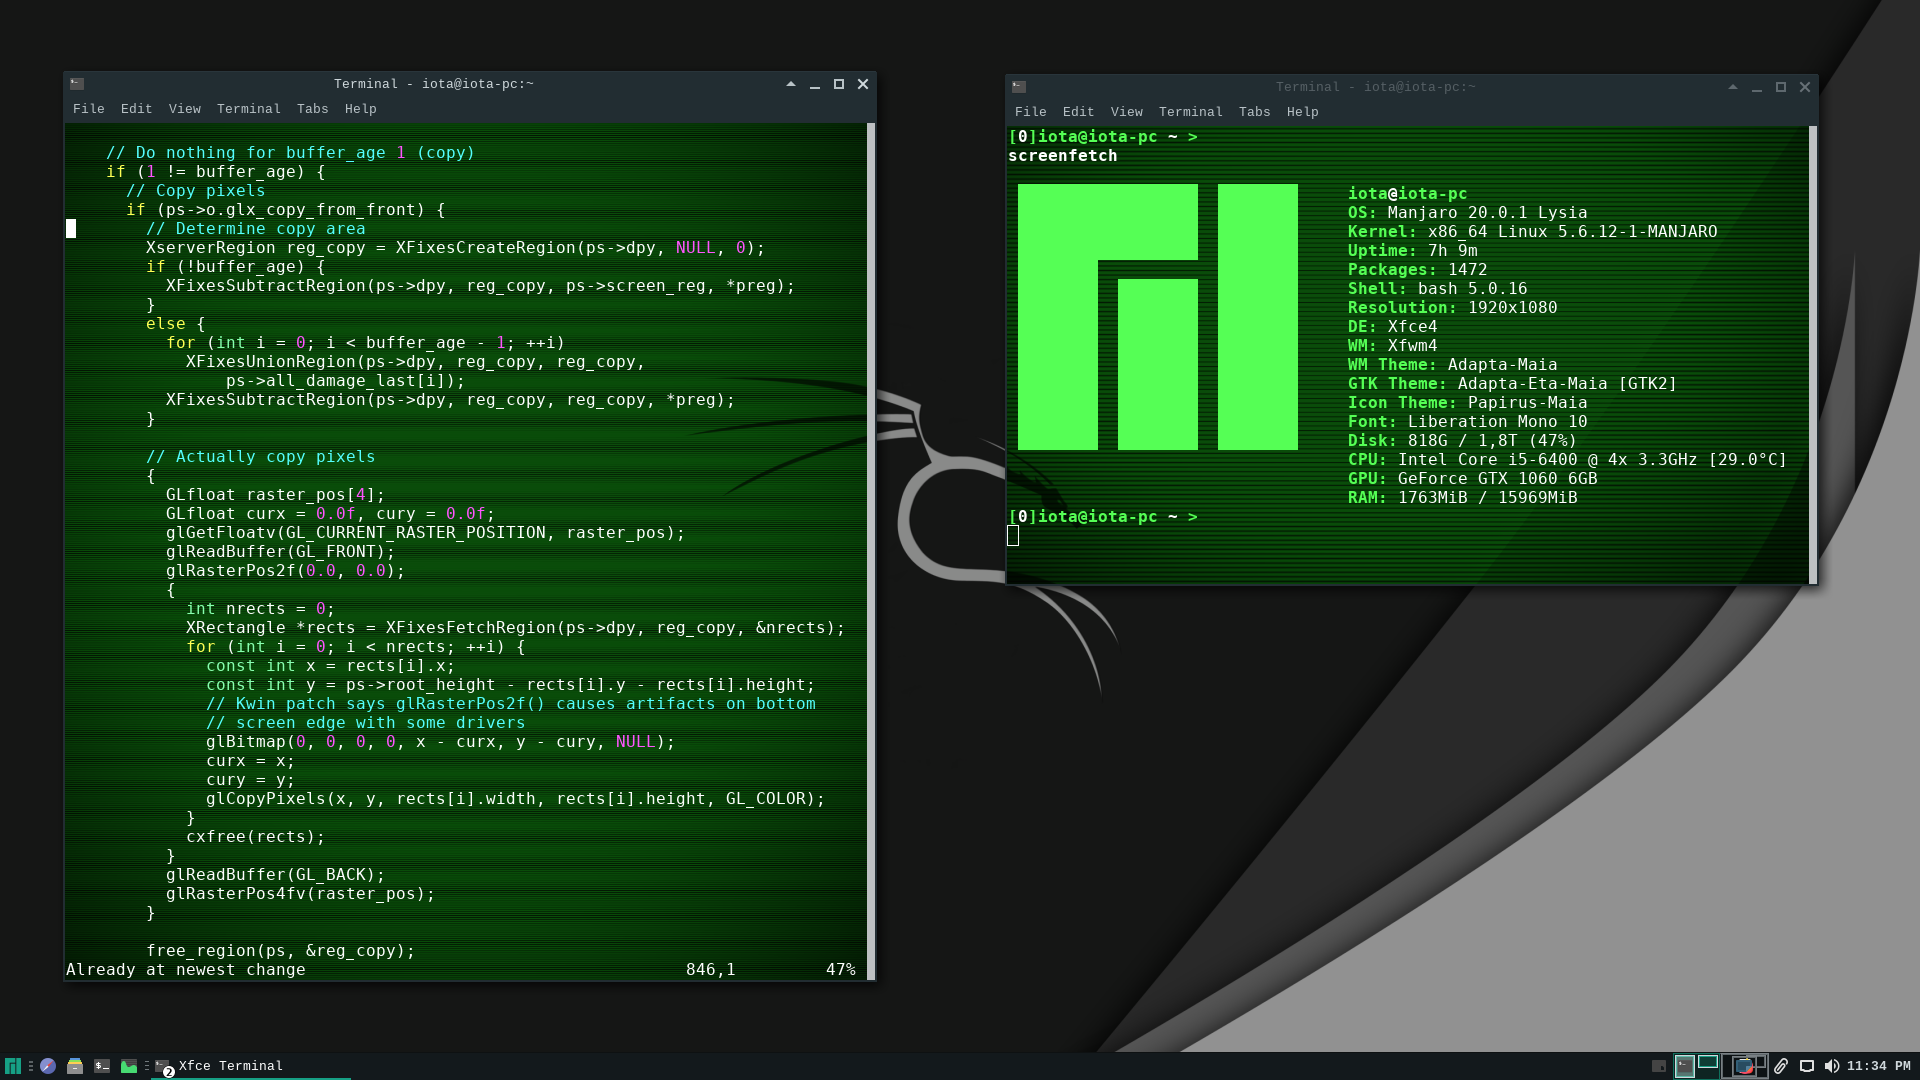 Terminal - iota@iota-pc:~
File Edit View Terminal Tabs Help
// Do nothing for buffer_age 1 (copy)
if (1 != buffer_age) {
// Copy pixels
if (ps->o.glx_copy_from_front) {
// Determine copy area
XserverRegion reg_copy = XFixesCreateRegion(ps->dpy, NULL, 0);
if (!buffer_age) {
XFixesSubtractRegion(ps->dpy, reg_copy, ps->screen_reg, *preg);
}
else {
for (int i = 0; i < buffer_age - 1; ++i)
XFixesUnionRegion(ps->dpy, reg_copy, reg_copy,
ps->all_damage_last[i]);
XFixesSubtractRegion(ps->dpy, reg_copy, reg_copy, *preg);
}
// Actually copy pixels
{
GLfloat raster_pos[4];
GLfloat curx = 0.0f, cury = 0.0f;
glGetFloatv(GL_CURRENT_RASTER_POSITION, raster_pos);
glReadBuffer(GL_FRONT);
glRasterPos2f(0.0, 0.0);
{
int nrects = 0;
XRectangle *rects = XFixesFetchRegion(ps->dpy, reg_copy, &nrects);
for (int i = 0; i < nrects; ++i) {
const int x = rects[i].x;
const int y = ps->root_height - rects[i].y - rects[i].height;
// Kwin patch says glRasterPos2f() causes artifacts on bottom
// screen edge with some drivers
glBitmap(0, 0, 0, 0, x - curx, y - cury, NULL);
curx = x;
cury = y;
glCopyPixels(x, y, rects[i].width, rects[i].height, GL_COLOR);
}
cxfree(rects);
}
glReadBuffer(GL_BACK);
glRasterPos4fv(raster_pos);
}
free_region(ps, &reg_copy);
Already at newest change 846,1 47%
Terminal - iota@iota-pc:~
File Edit View Terminal Tabs Help
[0]iota@iota-pc ~ >
screenfetch
iota@iota-pc
OS: Manjaro 20.0.1 Lysia
Kernel: x86_64 Linux 5.6.12-1-MANJARO
Uptime: 7h 9m
Packages: 1472
Shell: bash 5.0.16
Resolution: 1920x1080
DE: Xfce4
WM: Xfwm4
WM Theme: Adapta-Maia
GTK Theme: Adapta-Eta-Maia [GTK2]
Icon Theme: Papirus-Maia
Font: Liberation Mono 10
Disk: 818G / 1,8T (47%)
CPU: Intel Core i5-6400 @ 4x 3.3GHz [29.0°C]
GPU: GeForce GTX 1060 6GB
RAM: 1763MiB / 15969MiB
[0]iota@iota-pc ~ >
2 Xfce Terminal
11:34 PM